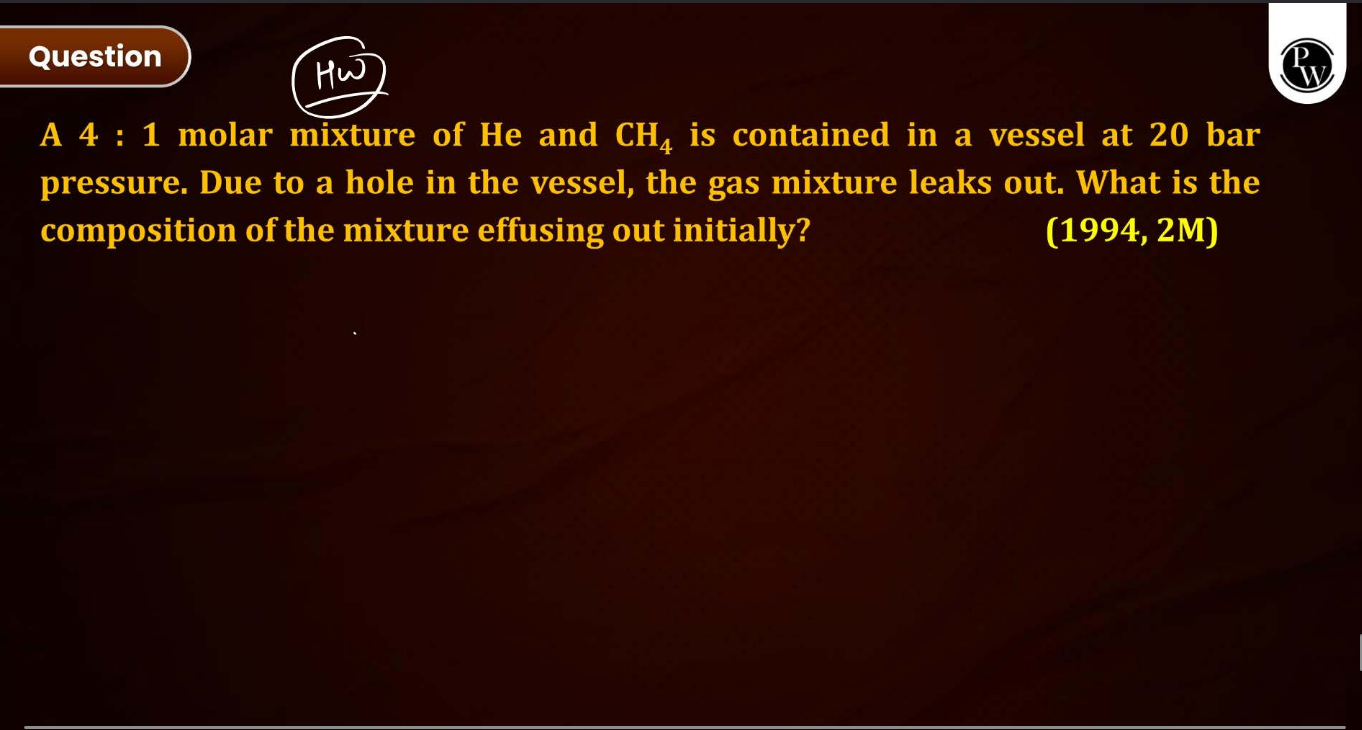 Question
HW
PW
A 4 : 1 molar mixture of He and CH₄ is contained in a vessel at 20 bar
pressure. Due to a hole in the vessel, the gas mixture leaks out. What is the
composition of the mixture effusing out initially? (1994, 2M)